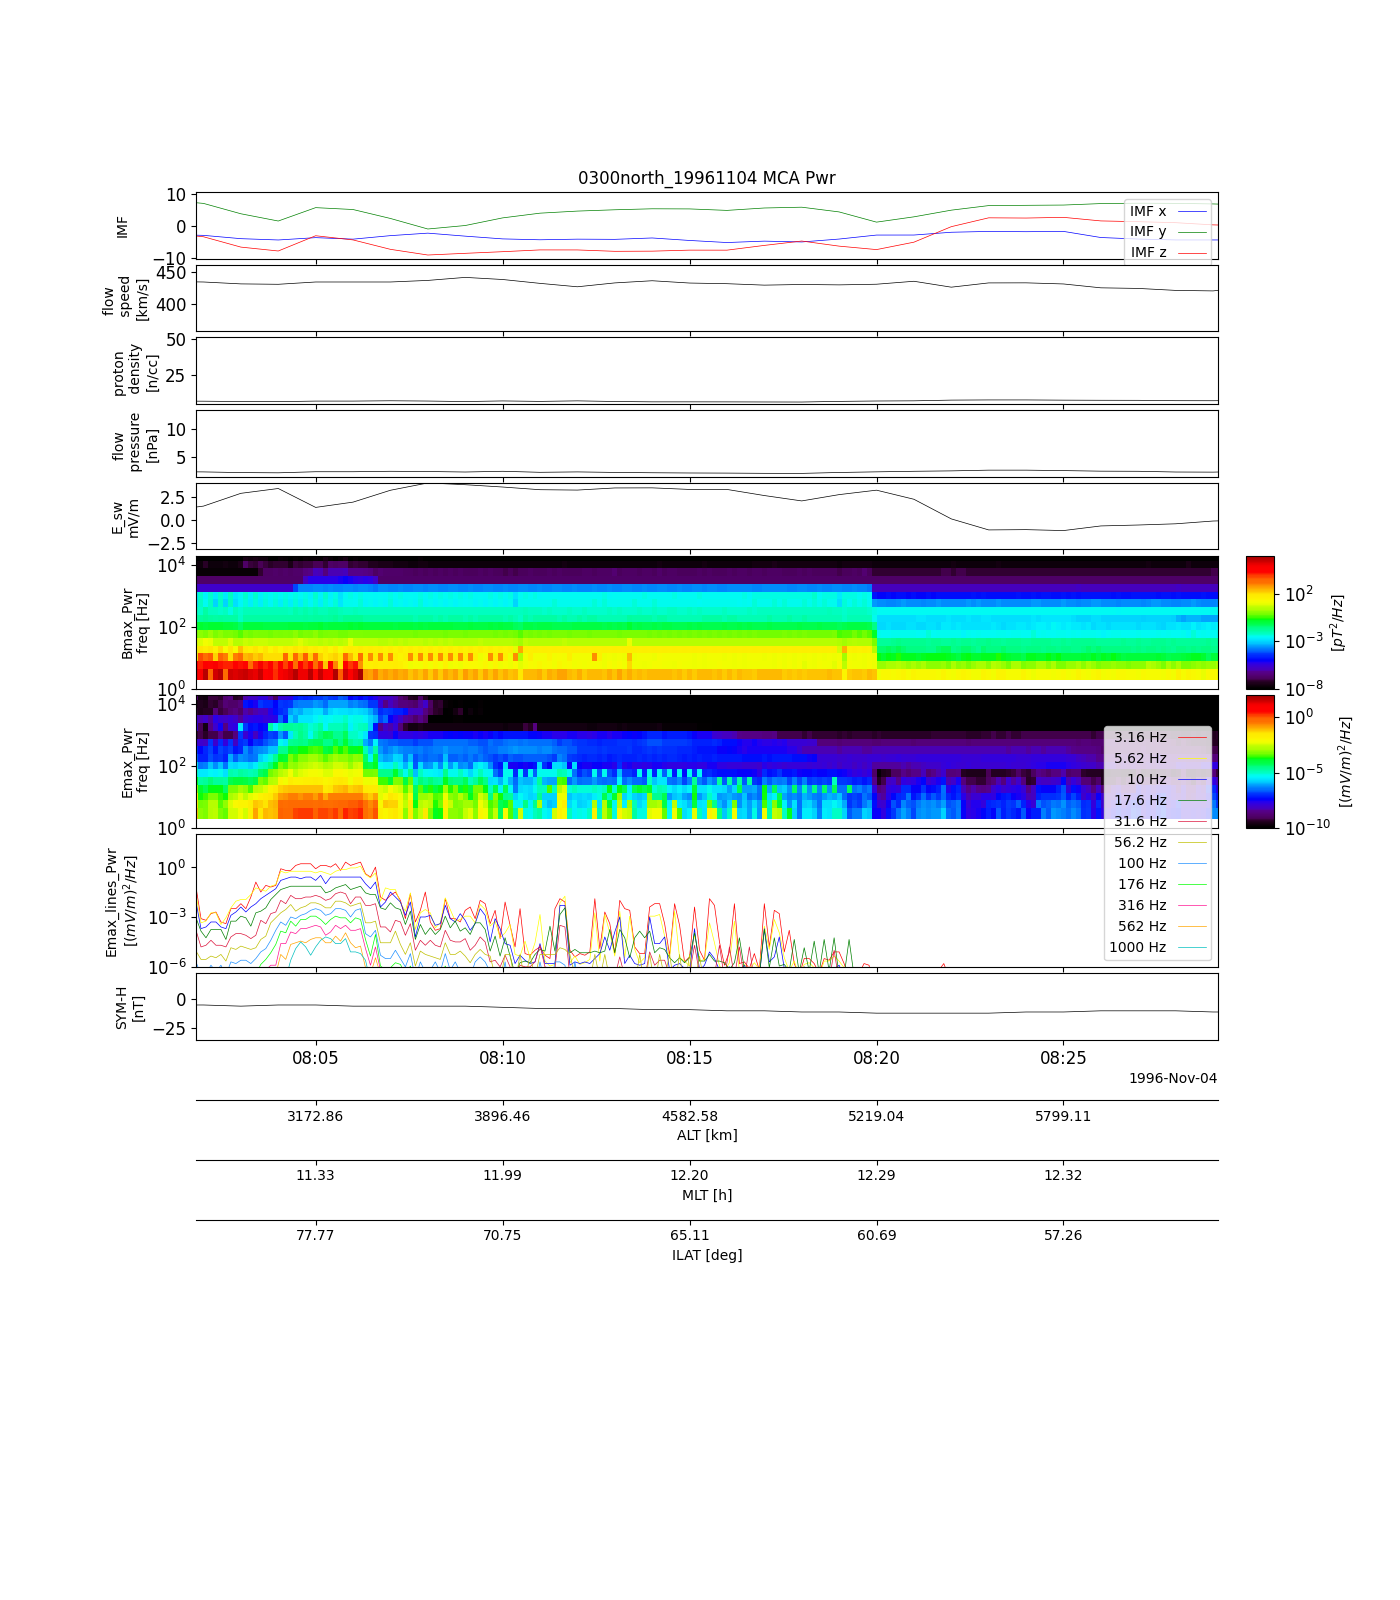 0300north_19961104 MCA Pwr
10
0
−10
IMF
IMF x
IMF y
IMF z
450
400
flow
speed
[km/s]
50
25
proton
density
[n/cc]
10
5
flow
pressure
[nPa]
2.5
0.0
−2.5
E_sw
mV/m
10^4
10^2
10^0
Bmax_Pwr
freq [Hz]
10^2
10^−3
10^−8
[pT^2/Hz]
10^4
10^2
10^0
Emax_Pwr
freq [Hz]
10^0
10^−5
10^−10
[(mV/m)^2/Hz]
3.16 Hz
5.62 Hz
10 Hz
17.6 Hz
31.6 Hz
56.2 Hz
100 Hz
176 Hz
316 Hz
562 Hz
1000 Hz
10^0
10^−3
10^−6
Emax_lines_Pwr
[(mV/m)^2/Hz]
0
−25
SYM-H
[nT]
08:05 08:10 08:15 08:20 08:25
1996-Nov-04
3172.86 3896.46 4582.58 5219.04 5799.11
ALT [km]
11.33 11.99 12.20 12.29 12.32
MLT [h]
77.77 70.75 65.11 60.69 57.26
ILAT [deg]